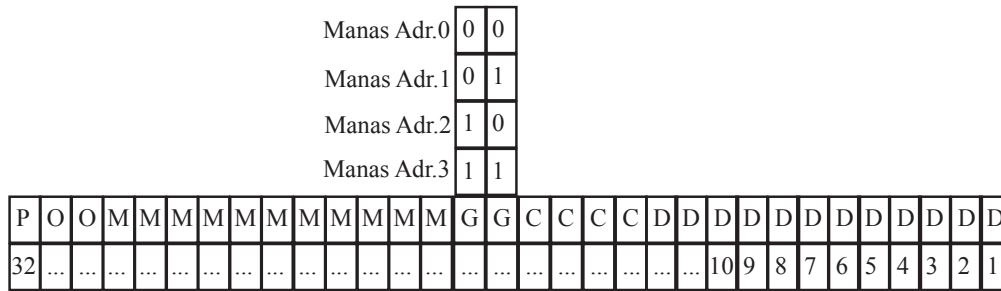 Manas Adr.0 0 0
Manas Adr.1 0 1
Manas Adr.2 1 0
Manas Adr.3 1 1
P O O M M M M M M M M M M M G G C C C C D D D D D D D D D D D D
32 ... ... ... ... ... ... ... ... ... ... ... ... ... ... ... ... ... ... ... ... ... 10 9 8 7 6 5 4 3 2 1